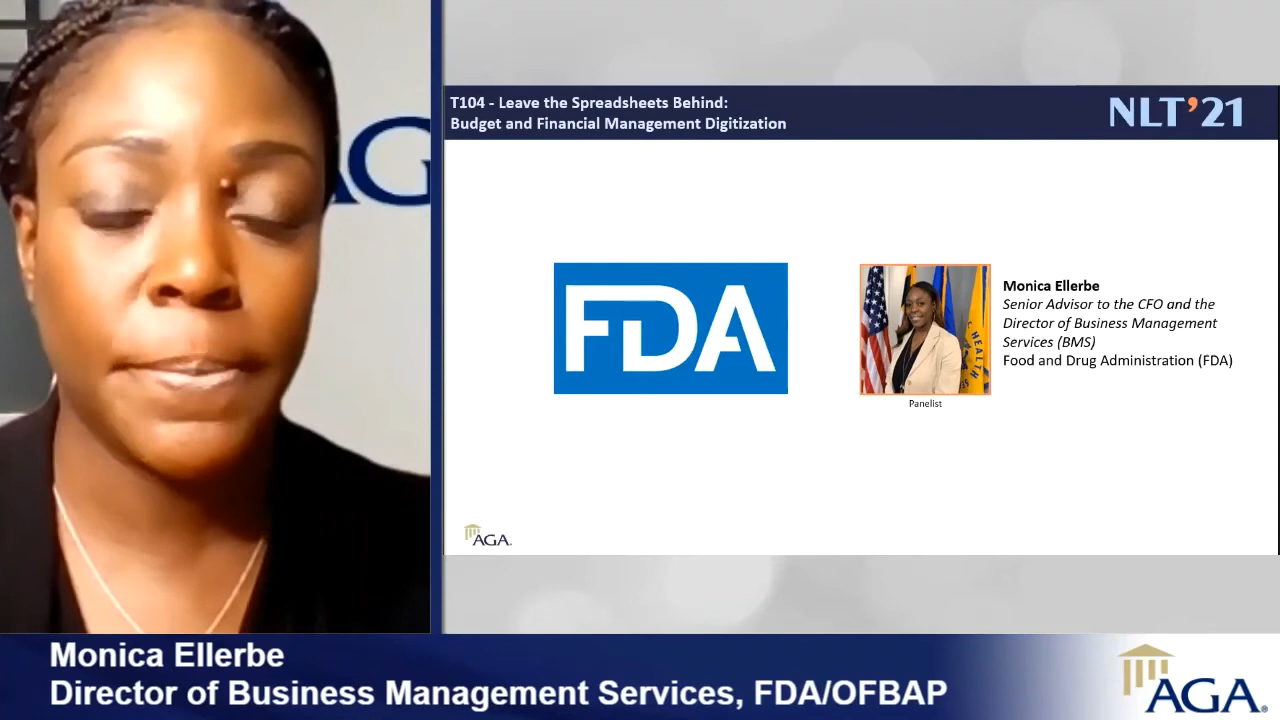 AG
T104 - Leave the Spreadsheets Behind:
Budget and Financial Management Digitization
NLT'21
FDA
HEALTH
Monica Ellerbe
Senior Advisor to the CFO and the
Director of Business Management
Services (BMS)
Food and Drug Administration (FDA)
Panelist
AGA.
Monica Ellerbe
Director of Business Management Services, FDA/OFBAP
AGA®